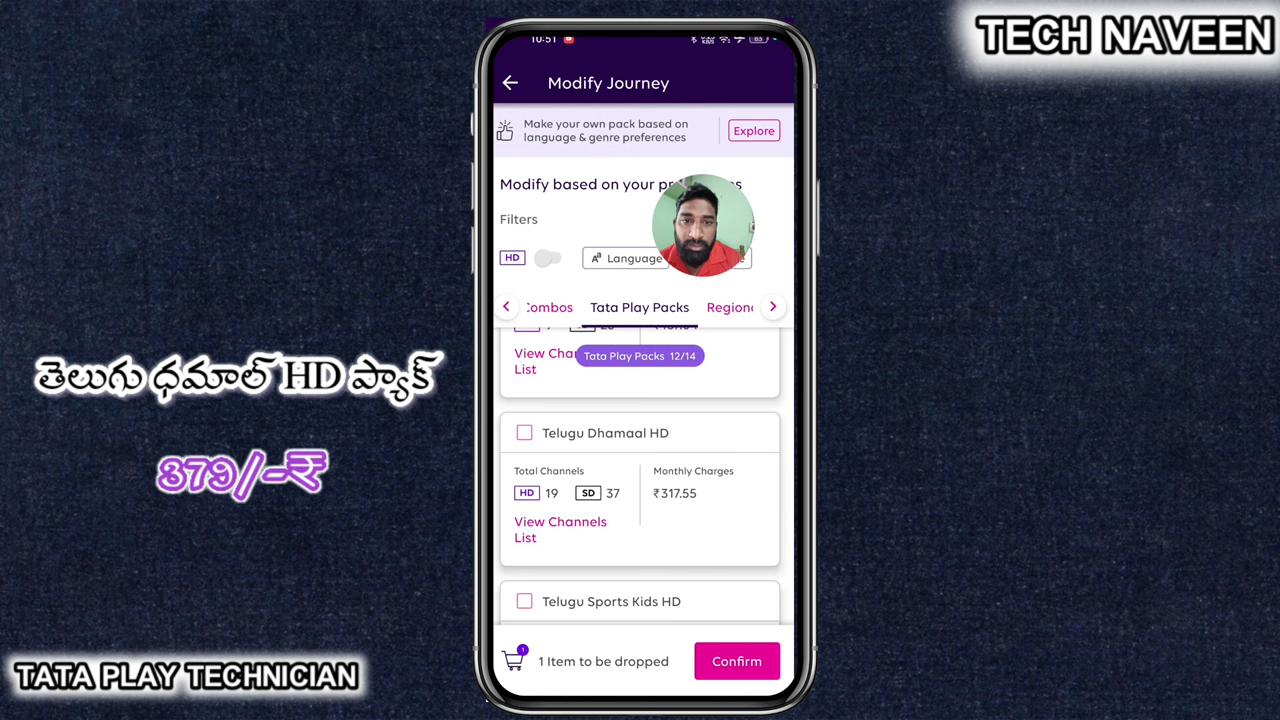 TECH NAVEEN
10:51
Modify Journey
Make your own pack based on
language & genre preferences
Explore
Modify based on your
Filters
HD
Language
Combos
Tata Play Packs
View
List
Tata Play Packs 12/14
Telugu Dhamaal HD
Total Channels
Monthly Charges
HD 19 SD 37
₹317.55
View Channels
List
Telugu Sports Kids HD
1
1 Item to be dropped
Confirm
తెలుగు ధమాల్ HD ప్యాక్
379/-₹
TATA PLAY TECHNICIAN